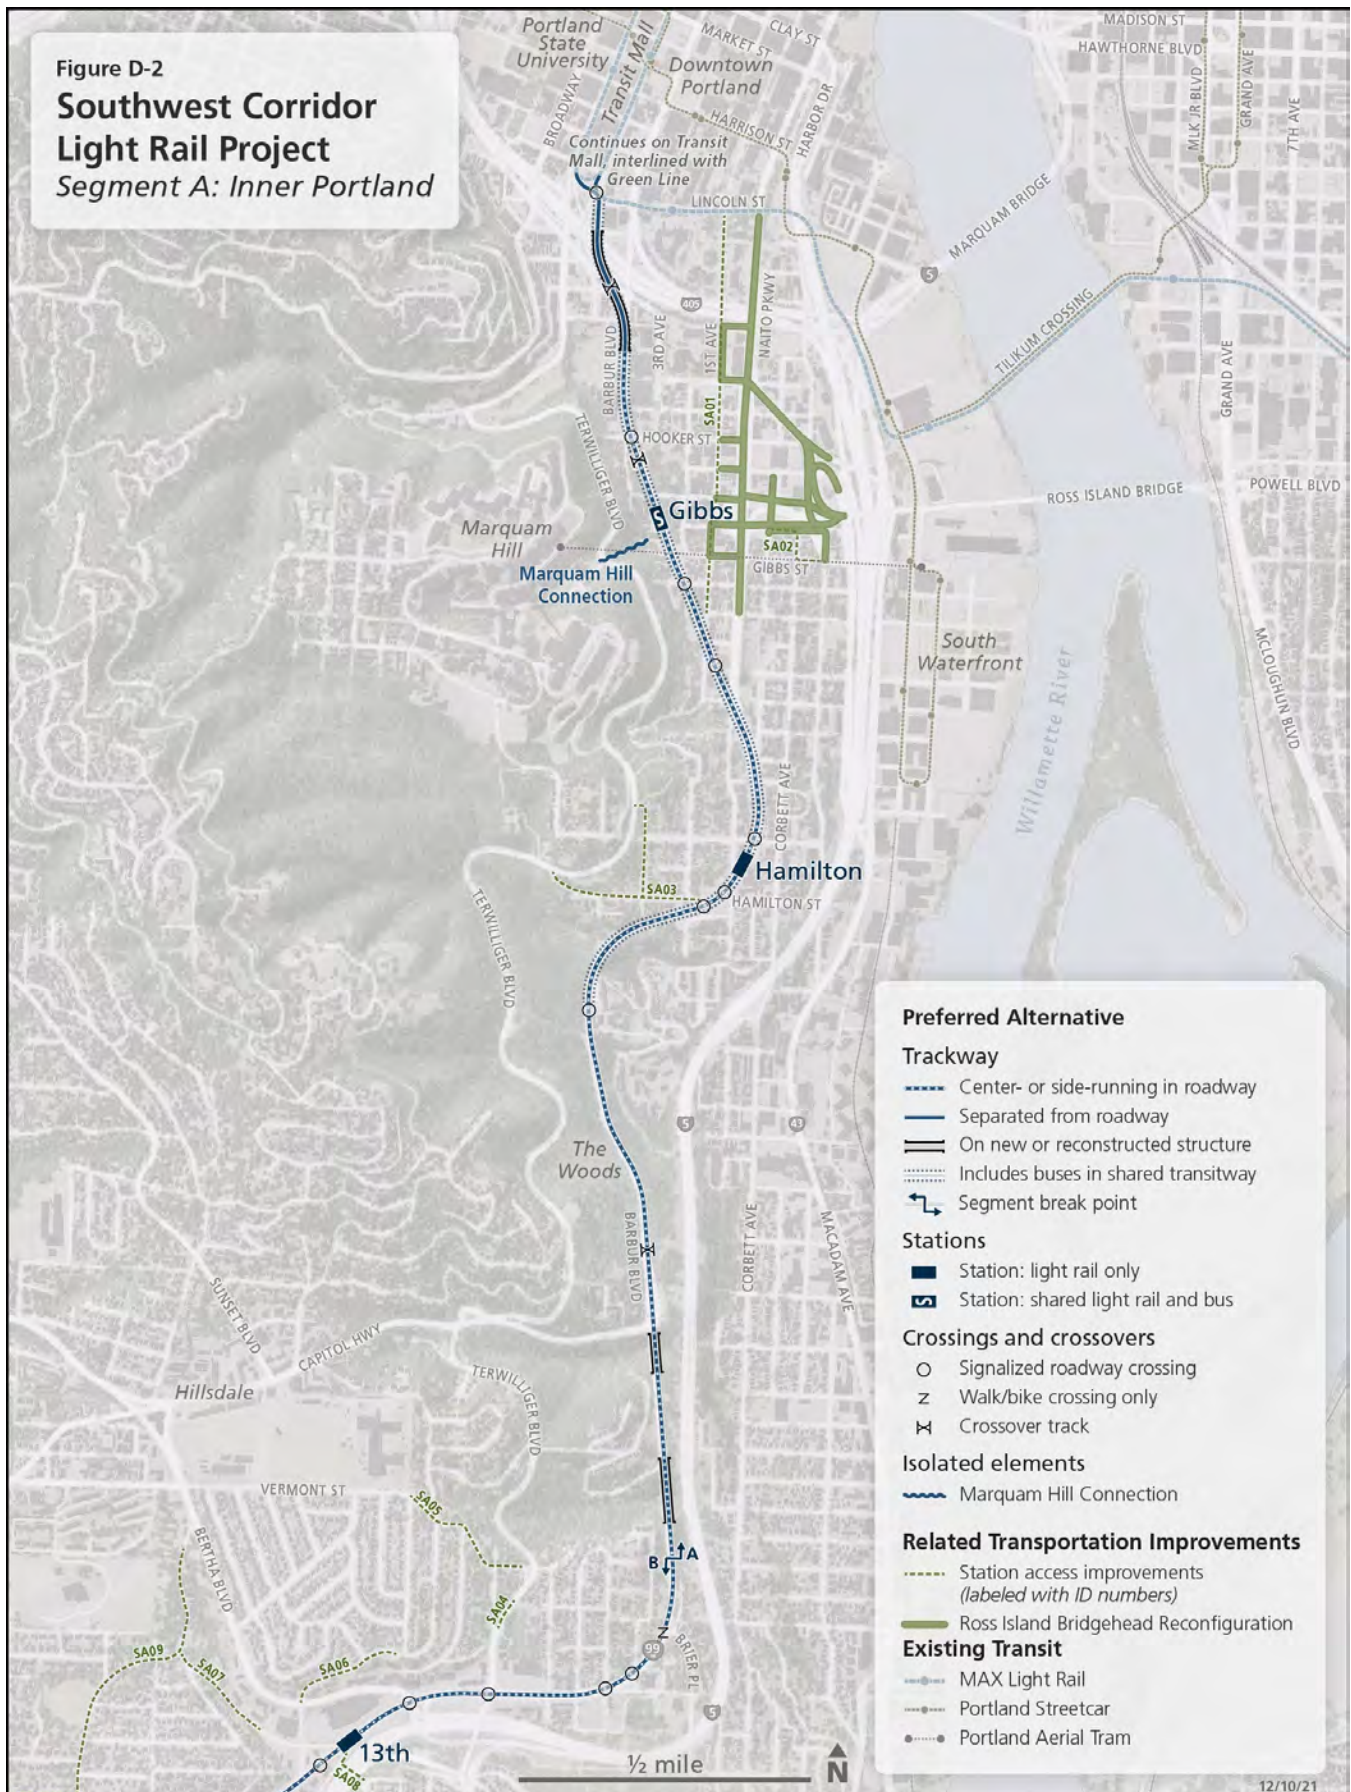 Figure D-2
Southwest Corridor
Light Rail Project
Segment A: Inner Portland
Portland
State
University
Transit Mall
BROADWAY
MARKET ST
CLAY ST
Downtown
Portland
HARRISON ST
HARBOR DR
Continues on Transit
Mall, interlined with
Green Line
LINCOLN ST
MADISON ST
HAWTHORNE BLVD
MLK JR BLVD
GRAND AVE
7TH AVE
MARQUAM BRIDGE
5
405
BARBUR BLVD
3RD AVE
1ST AVE
NAITO PKWY
TILIKUM CROSSING
GRAND AVE
SA01
HOOKER ST
TERWILLIGER BLVD
Gibbs
ROSS ISLAND BRIDGE
POWELL BLVD
Marquam
Hill
SA02
GIBBS ST
Marquam Hill
Connection
South
Waterfront
Willamette River
MCLOUGHLIN BLVD
CORBETT AVE
Hamilton
SA03
HAMILTON ST
TERWILLIGER BLVD
The
Woods
5
43
BARBUR BLVD
CORBETT AVE
MACADAM AVE
SUNSET BLVD
CAPITOL HWY
TERWILLIGER BLVD
Hillsdale
VERMONT ST
SA05
BERTHA BLVD
B
A
SA04
99
BRIER PL
SA09
SA07
SA06
5
13th
SA08
½ mile
N
Preferred Alternative
Trackway
Center- or side-running in roadway
Separated from roadway
On new or reconstructed structure
Includes buses in shared transitway
Segment break point
Stations
Station: light rail only
Station: shared light rail and bus
Crossings and crossovers
Signalized roadway crossing
Walk/bike crossing only
Crossover track
Isolated elements
Marquam Hill Connection
Related Transportation Improvements
Station access improvements
(labeled with ID numbers)
Ross Island Bridgehead Reconfiguration
Existing Transit
MAX Light Rail
Portland Streetcar
Portland Aerial Tram
12/10/21